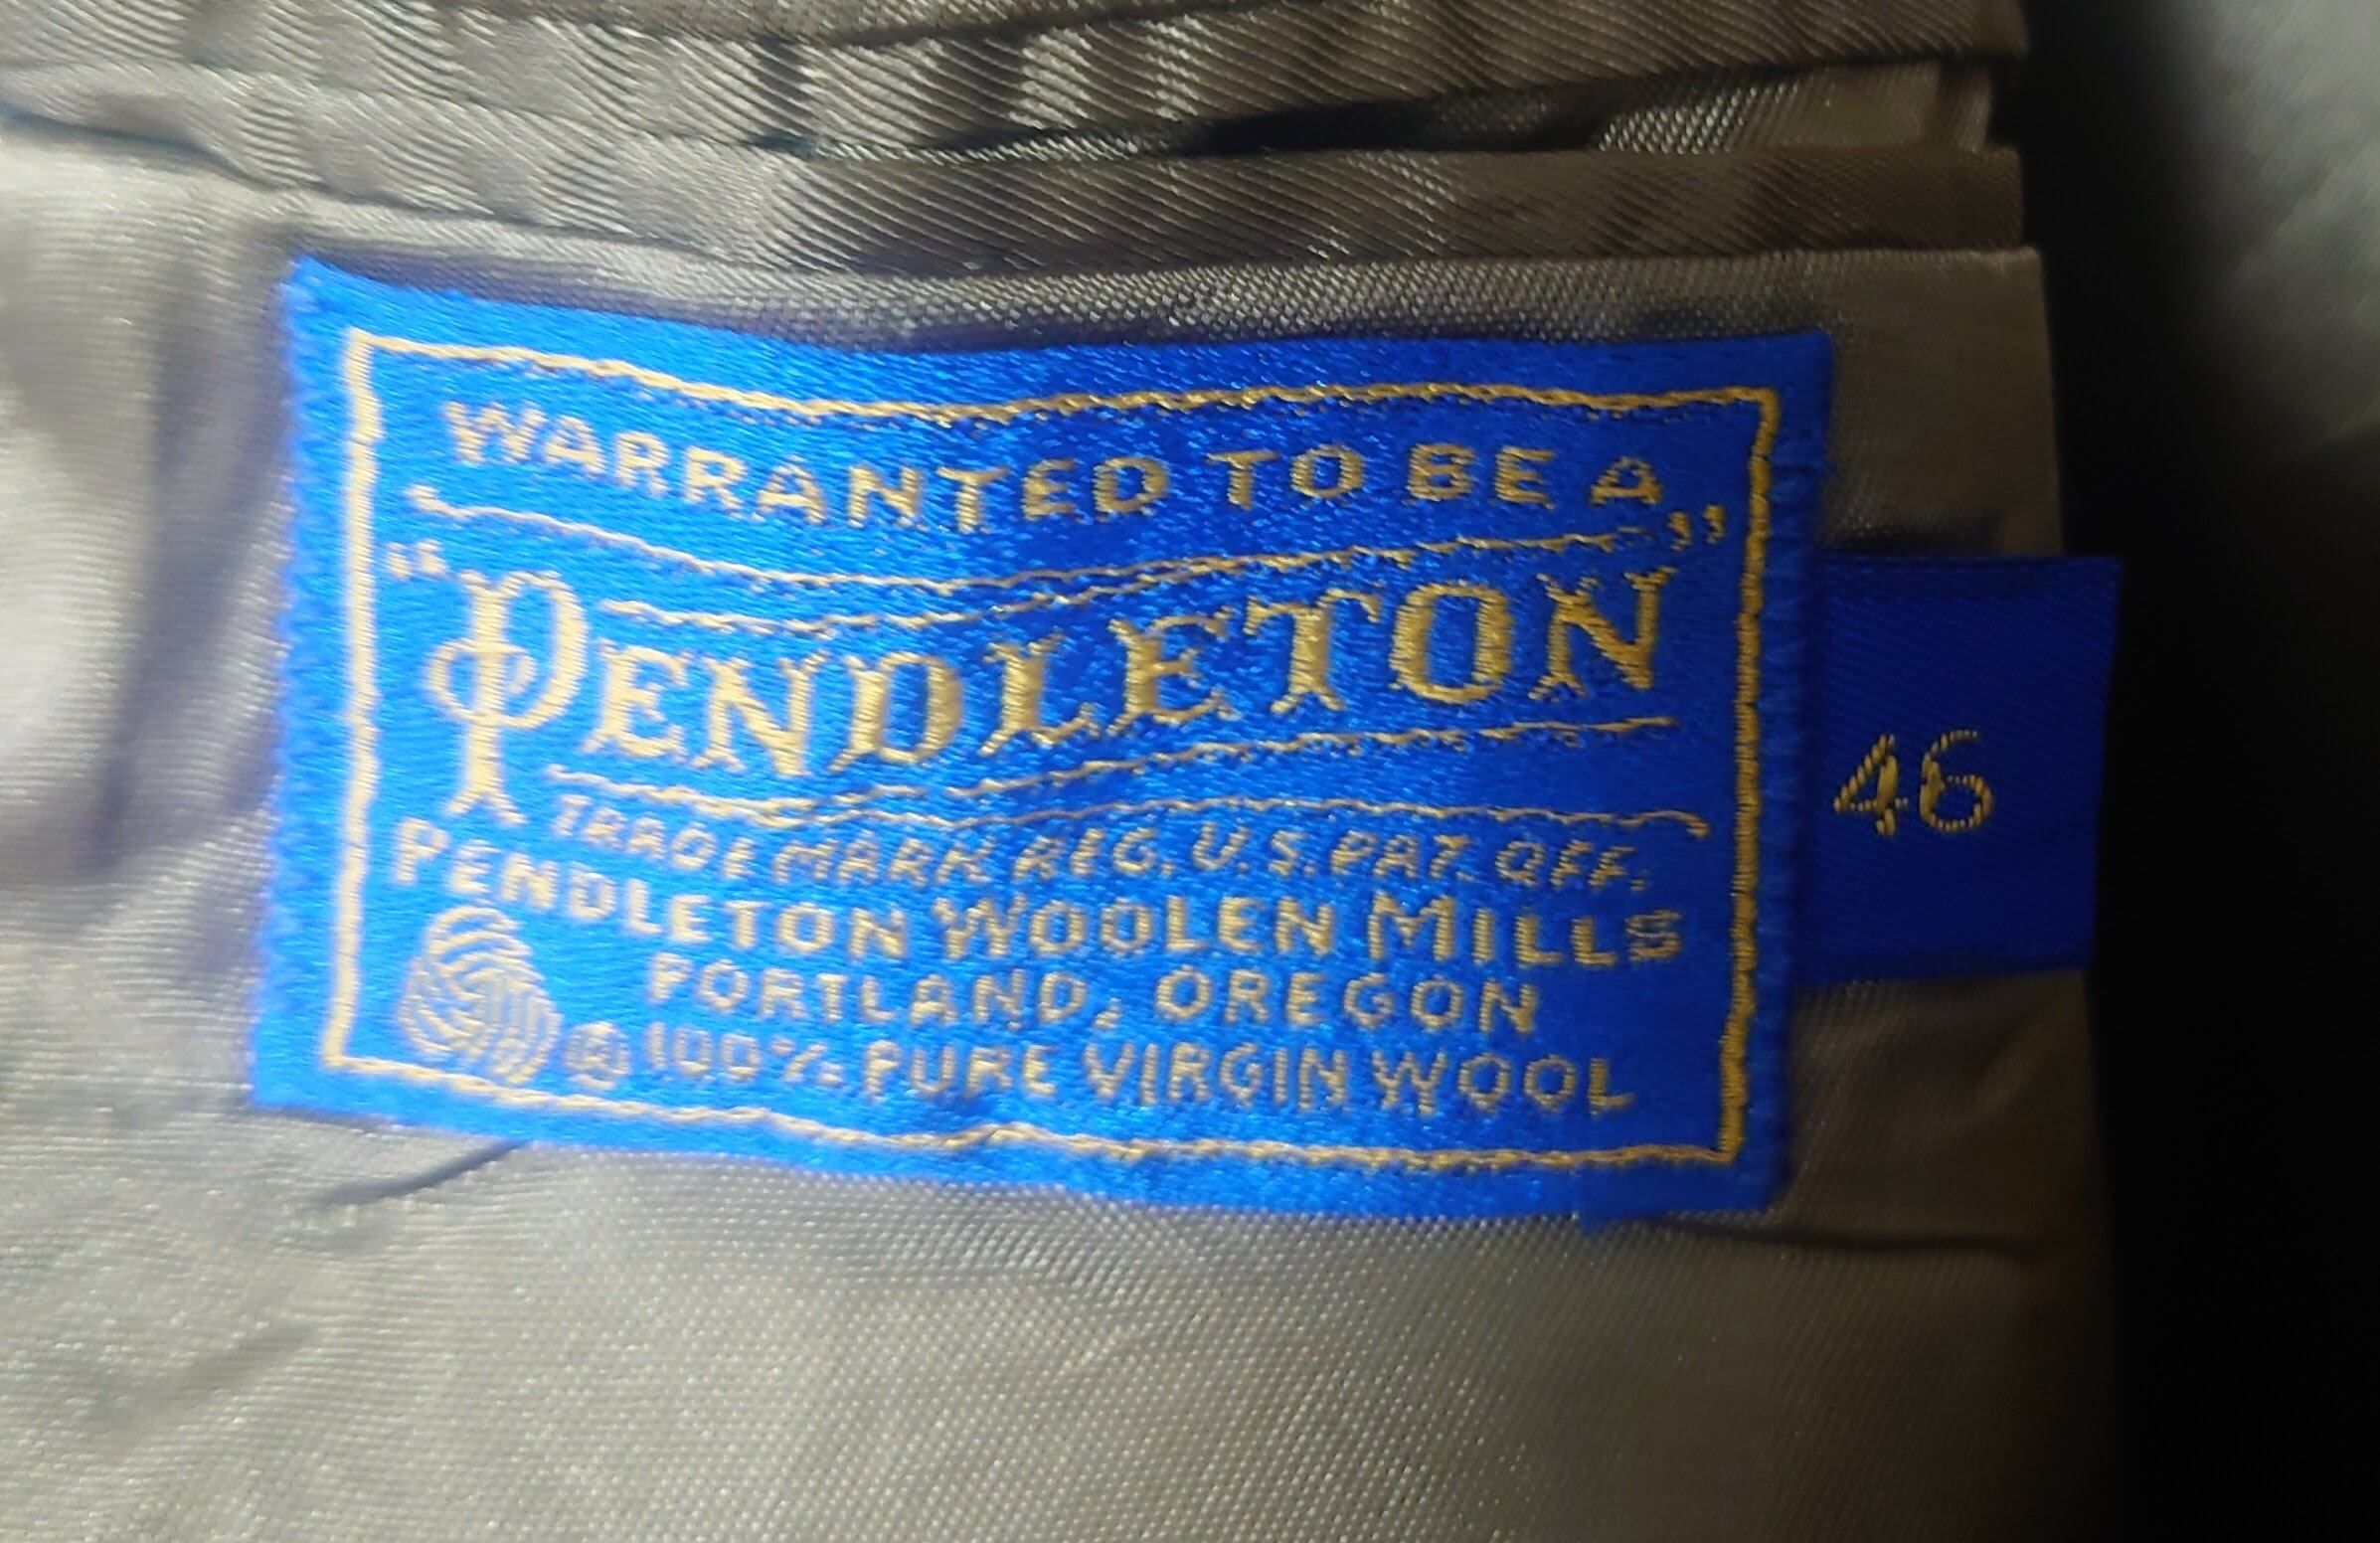 WARRANTED TO BE A
"PENDLETON"
TRADE MARK REG. U.S. PAT. OFF.
PENDLETON WOOLEN MILLS
PORTLAND, OREGON
® 100% PURE VIRGIN WOOL
46